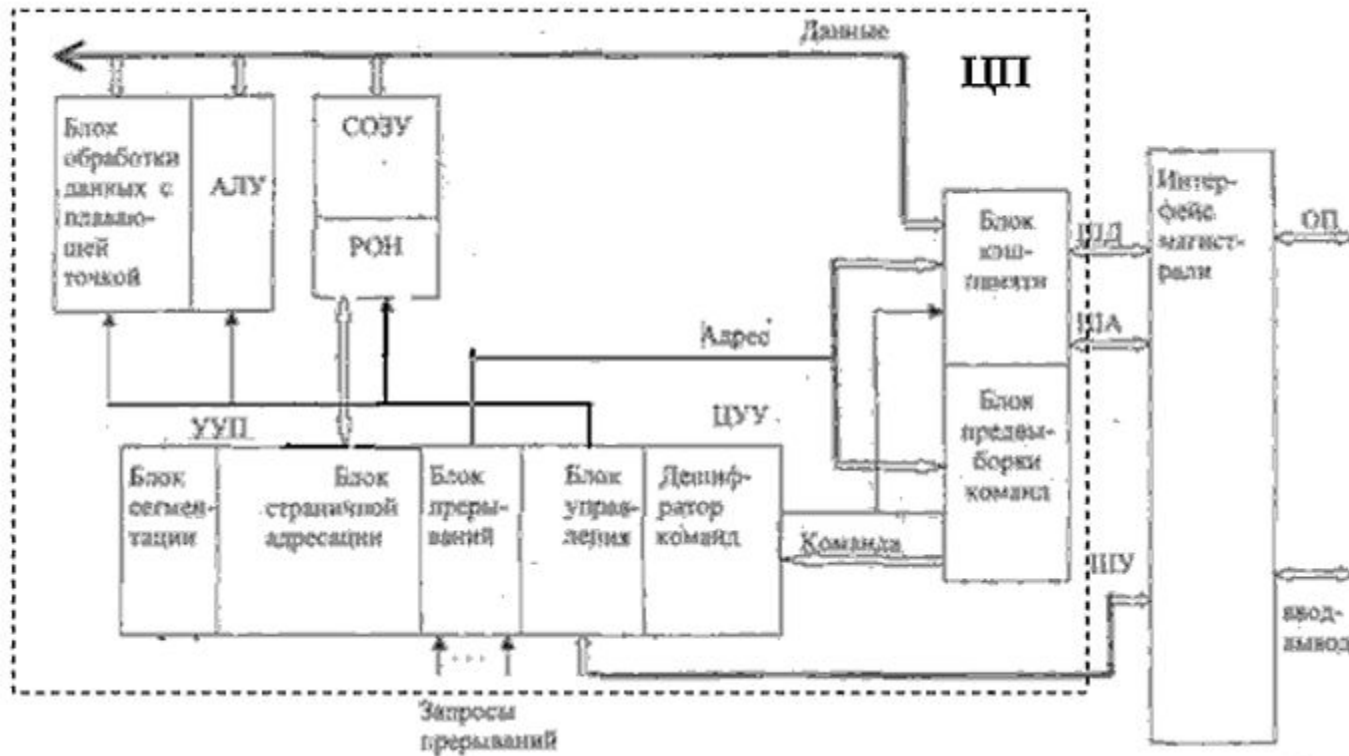 Данные
ЦП
Блок
обработки
данных с
плаваю-
щей
точкой
АЛУ
СОЗУ
РОН
Блок
кэш-
памяти
Блок
предвы-
борки
команд
ШД
ША
ШУ
Интер-
фейс
магист-
рали
ОП
ввод-
вывод
Адрес
УУП
ЦУУ
Блок
сегмен-
тации
Блок
страничной
адресации
Блок
преры-
ваний
Блок
управ-
ления
Дешиф-
ратор
команд
Команда
Запросы
прерываний